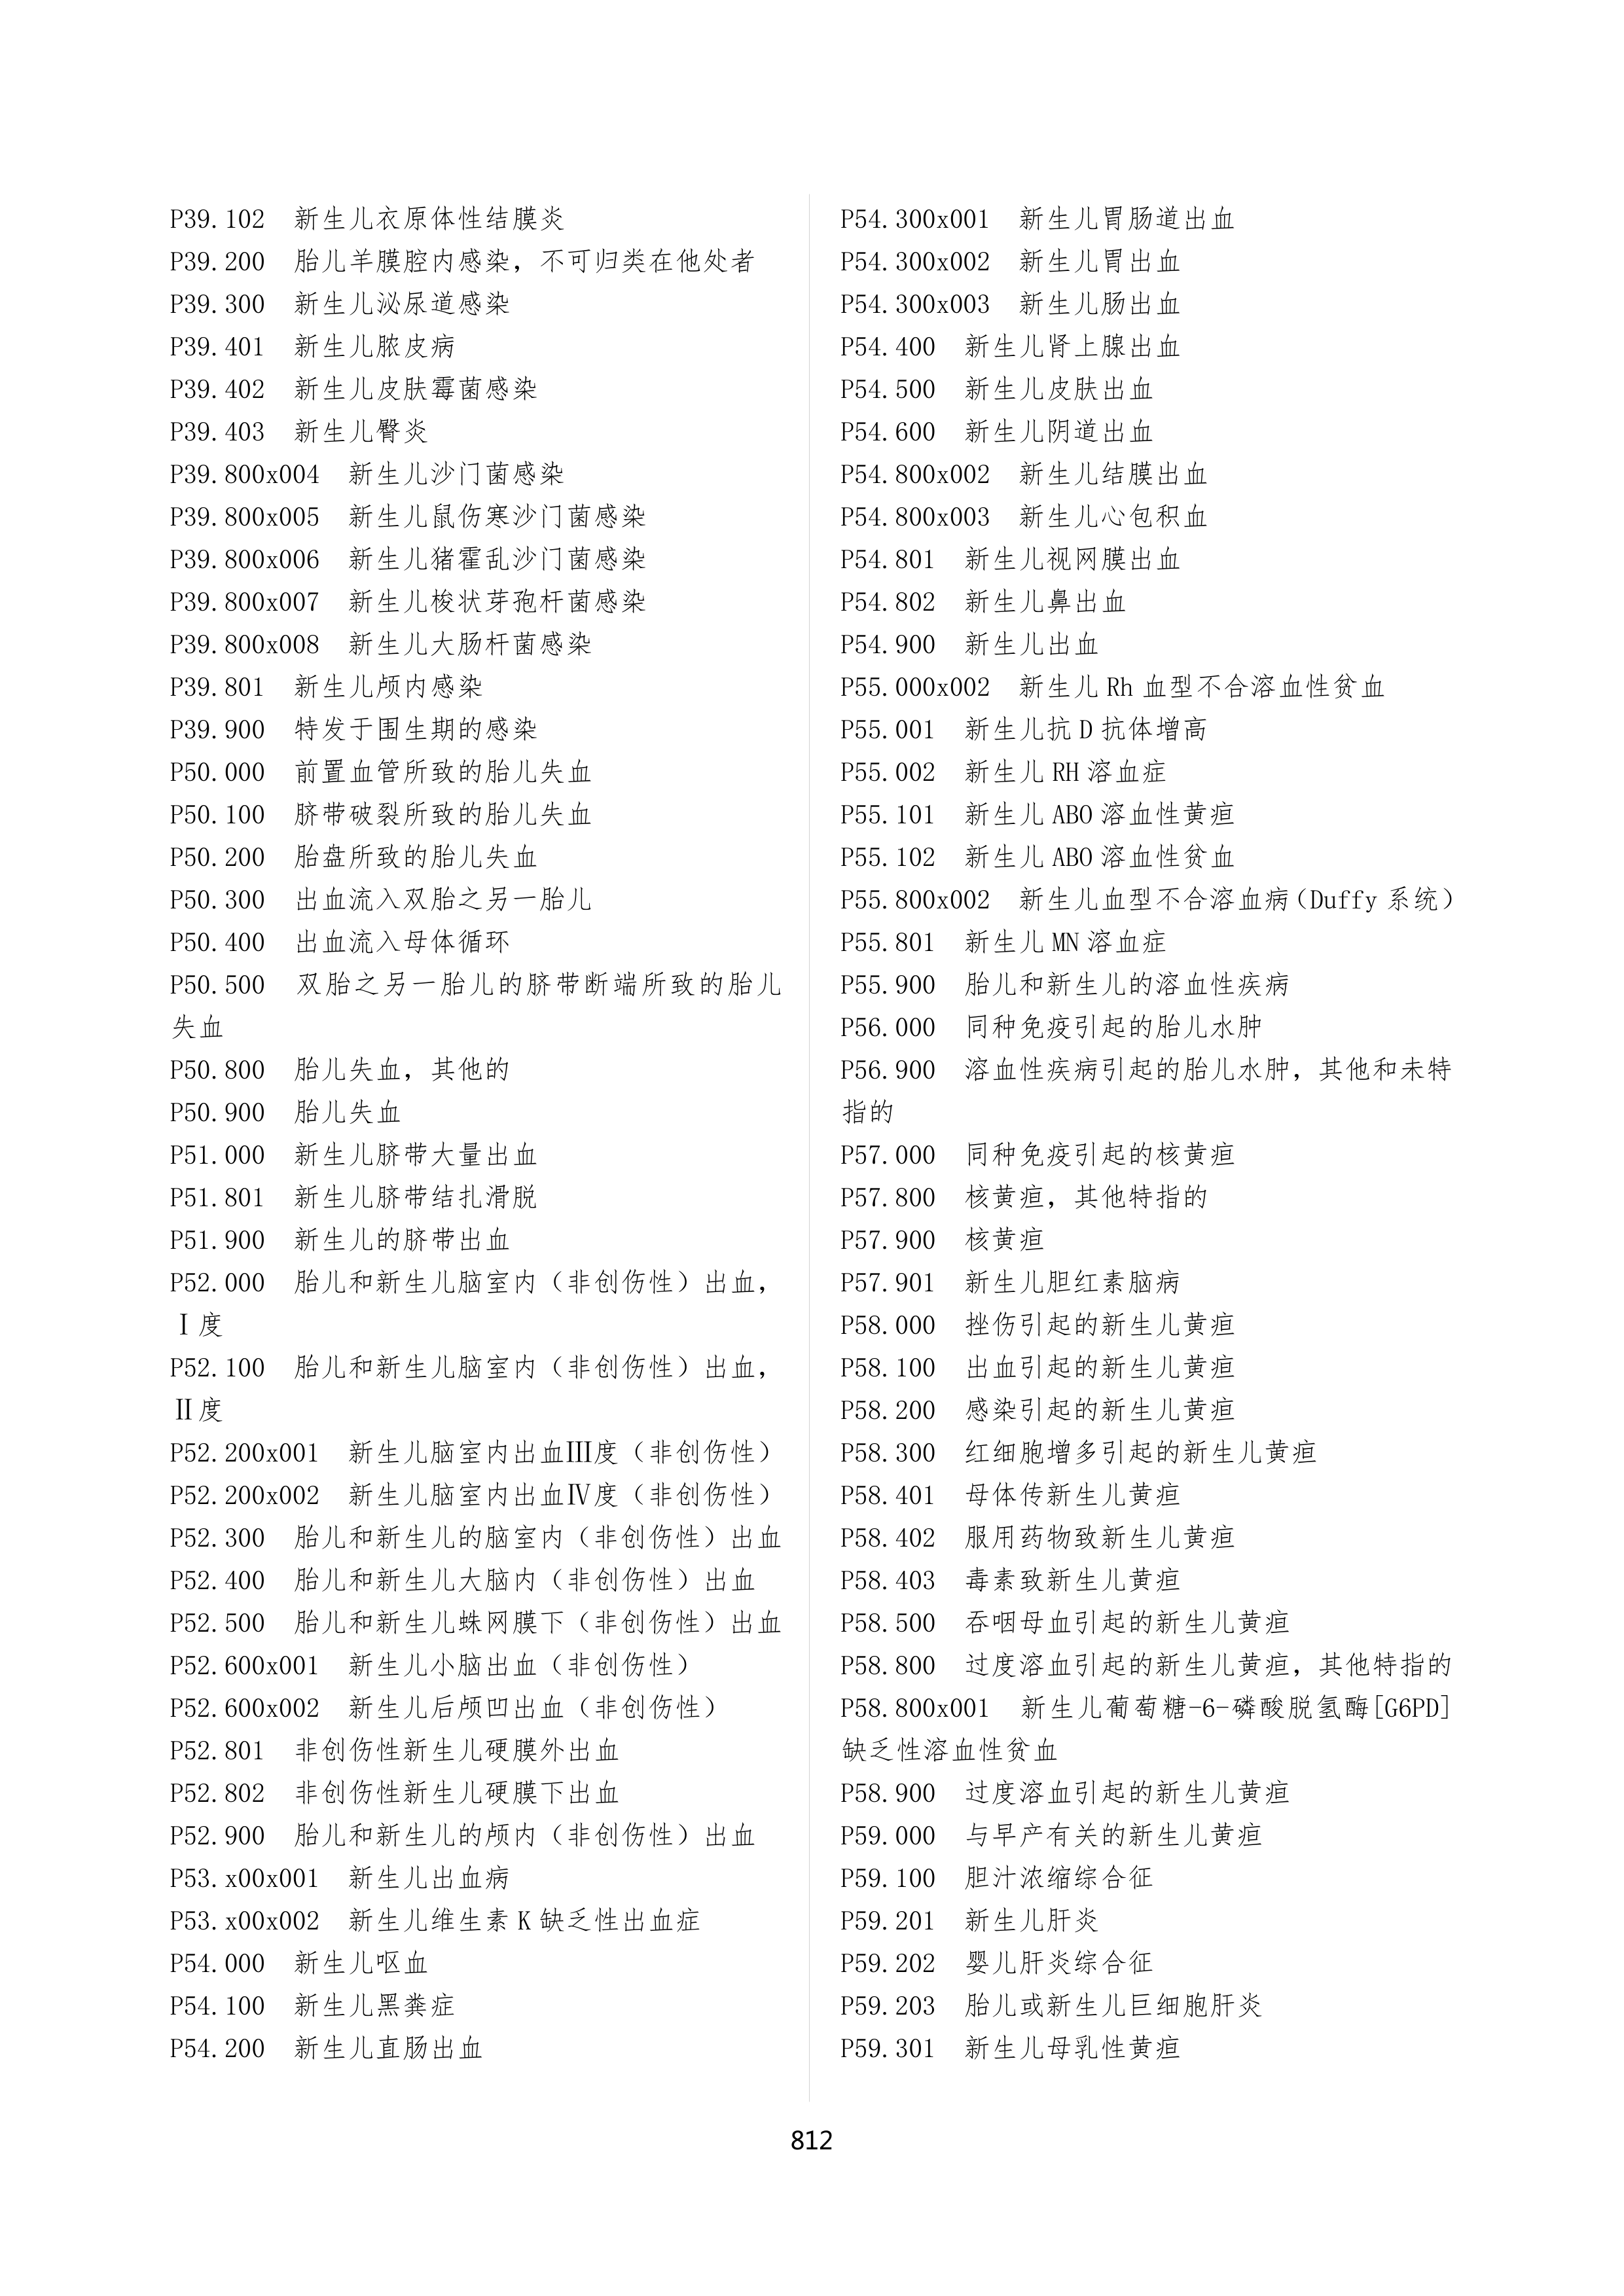 P39.102  新生儿衣原体性结膜炎
P39.200  胎儿羊膜腔内感染，不可归类在他处者
P39.300  新生儿泌尿道感染
P39.401  新生儿脓皮病
P39.402  新生儿皮肤霉菌感染
P39.403  新生儿臀炎
P39.800x004  新生儿沙门菌感染
P39.800x005  新生儿鼠伤寒沙门菌感染
P39.800x006  新生儿猪霍乱沙门菌感染
P39.800x007  新生儿梭状芽孢杆菌感染
P39.800x008  新生儿大肠杆菌感染
P39.801  新生儿颅内感染
P39.900  特发于围生期的感染
P50.000  前置血管所致的胎儿失血
P50.100  脐带破裂所致的胎儿失血
P50.200  胎盘所致的胎儿失血
P50.300  出血流入双胎之另一胎儿
P50.400  出血流入母体循环
P50.500  双胎之另一胎儿的脐带断端所致的胎儿
失血
P50.800  胎儿失血，其他的
P50.900  胎儿失血
P51.000  新生儿脐带大量出血
P51.801  新生儿脐带结扎滑脱
P51.900  新生儿的脐带出血
P52.000  胎儿和新生儿脑室内（非创伤性）出血，
Ⅰ度
P52.100  胎儿和新生儿脑室内（非创伤性）出血，
Ⅱ度
P52.200x001  新生儿脑室内出血Ⅲ度（非创伤性）
P52.200x002  新生儿脑室内出血Ⅳ度（非创伤性）
P52.300  胎儿和新生儿的脑室内（非创伤性）出血
P52.400  胎儿和新生儿大脑内（非创伤性）出血
P52.500  胎儿和新生儿蛛网膜下（非创伤性）出血
P52.600x001  新生儿小脑出血（非创伤性）
P52.600x002  新生儿后颅凹出血（非创伤性）
P52.801  非创伤性新生儿硬膜外出血
P52.802  非创伤性新生儿硬膜下出血
P52.900  胎儿和新生儿的颅内（非创伤性）出血
P53.x00x001  新生儿出血病
P53.x00x002  新生儿维生素 K 缺乏性出血症
P54.000  新生儿呕血
P54.100  新生儿黑粪症
P54.200  新生儿直肠出血
P54.300x001  新生儿胃肠道出血
P54.300x002  新生儿胃出血
P54.300x003  新生儿肠出血
P54.400  新生儿肾上腺出血
P54.500  新生儿皮肤出血
P54.600  新生儿阴道出血
P54.800x002  新生儿结膜出血
P54.800x003  新生儿心包积血
P54.801  新生儿视网膜出血
P54.802  新生儿鼻出血
P54.900  新生儿出血
P55.000x002  新生儿 Rh 血型不合溶血性贫血
P55.001  新生儿抗 D 抗体增高
P55.002  新生儿 RH 溶血症
P55.101  新生儿 ABO 溶血性黄疸
P55.102  新生儿 ABO 溶血性贫血
P55.800x002  新生儿血型不合溶血病（Duffy 系统）
P55.801  新生儿 MN 溶血症
P55.900  胎儿和新生儿的溶血性疾病
P56.000  同种免疫引起的胎儿水肿
P56.900  溶血性疾病引起的胎儿水肿，其他和未特
指的
P57.000  同种免疫引起的核黄疸
P57.800  核黄疸，其他特指的
P57.900  核黄疸
P57.901  新生儿胆红素脑病
P58.000  挫伤引起的新生儿黄疸
P58.100  出血引起的新生儿黄疸
P58.200  感染引起的新生儿黄疸
P58.300  红细胞增多引起的新生儿黄疸
P58.401  母体传新生儿黄疸
P58.402  服用药物致新生儿黄疸
P58.403  毒素致新生儿黄疸
P58.500  吞咽母血引起的新生儿黄疸
P58.800  过度溶血引起的新生儿黄疸，其他特指的
P58.800x001  新生儿葡萄糖-6-磷酸脱氢酶[G6PD]
缺乏性溶血性贫血
P58.900  过度溶血引起的新生儿黄疸
P59.000  与早产有关的新生儿黄疸
P59.100  胆汁浓缩综合征
P59.201  新生儿肝炎
P59.202  婴儿肝炎综合征
P59.203  胎儿或新生儿巨细胞肝炎
P59.301  新生儿母乳性黄疸
812